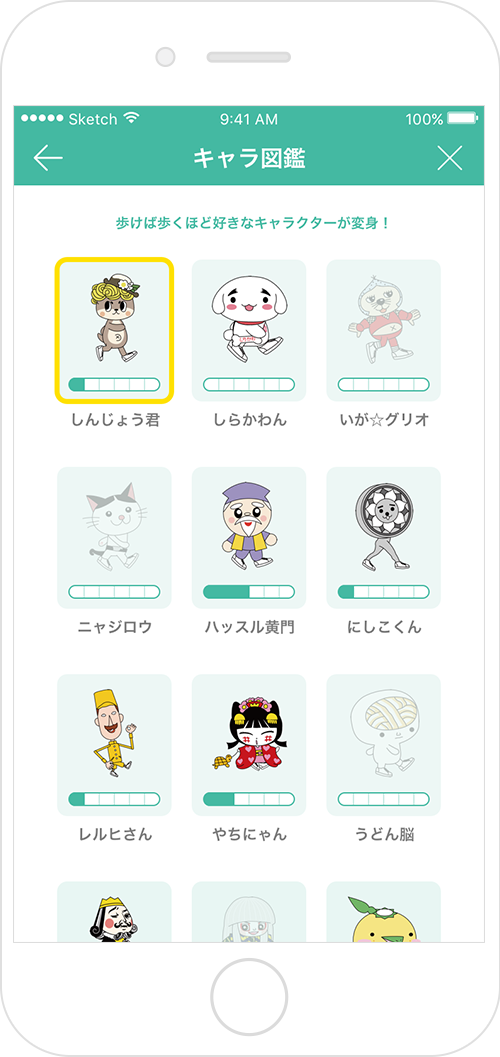 Sketch 9:41 AM 100%
キャラ図鑑
歩けば歩くほど好きなキャラクターが変身！
しんじょう君 しらかわん いが☆グリオ
ニャジロウ ハッスル黄門 にしこくん
レルヒさん やちにゃん うどん脳